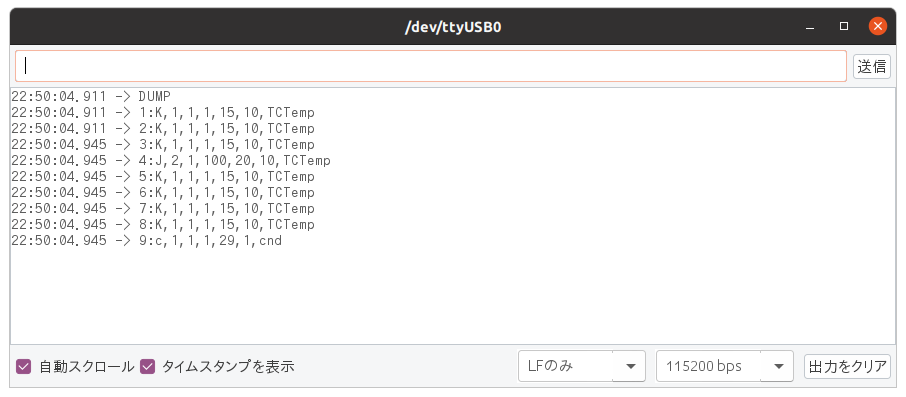 /dev/ttyUSB0
送信
22:50:04.911 -> DUMP
22:50:04.911 -> 1:K,1,1,1,15,10,TCTemp
22:50:04.911 -> 2:K,1,1,1,15,10,TCTemp
22:50:04.945 -> 3:K,1,1,1,15,10,TCTemp
22:50:04.945 -> 4:J,2,1,100,20,10,TCTemp
22:50:04.945 -> 5:K,1,1,1,15,10,TCTemp
22:50:04.945 -> 6:K,1,1,1,15,10,TCTemp
22:50:04.945 -> 7:K,1,1,1,15,10,TCTemp
22:50:04.945 -> 8:K,1,1,1,15,10,TCTemp
22:50:04.945 -> 9:c,1,1,1,29,1,cnd
自動スクロール タイムスタンプを表示 LFのみ 115200 bps 出力をクリア